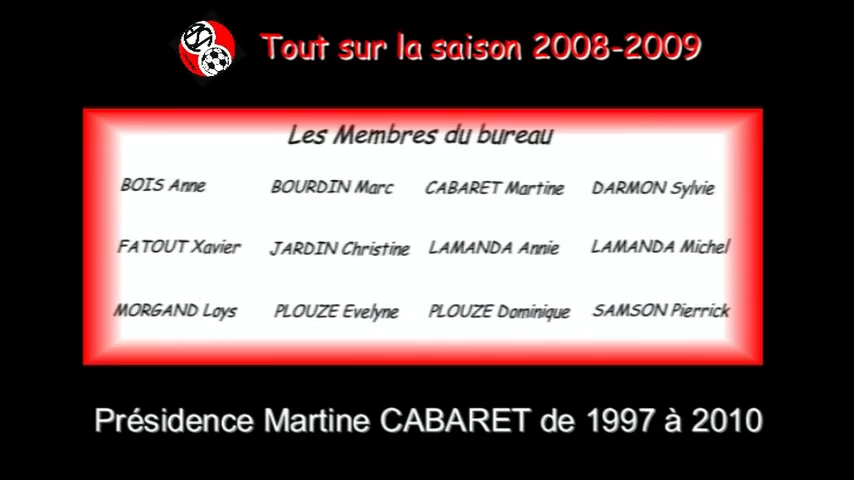 Tout sur la saison 2008-2009
Les Membres du bureau
BOIS Anne BOURDIN Marc CABARET Martine DARMON Sylvie
FATOUT Xavier JARDIN Christine LAMANDA Annie LAMANDA Michel
MORGAND Loys PLOUZE Evelyne PLOUZE Dominique SAMSON Pierrick
Présidence Martine CABARET de 1997 à 2010